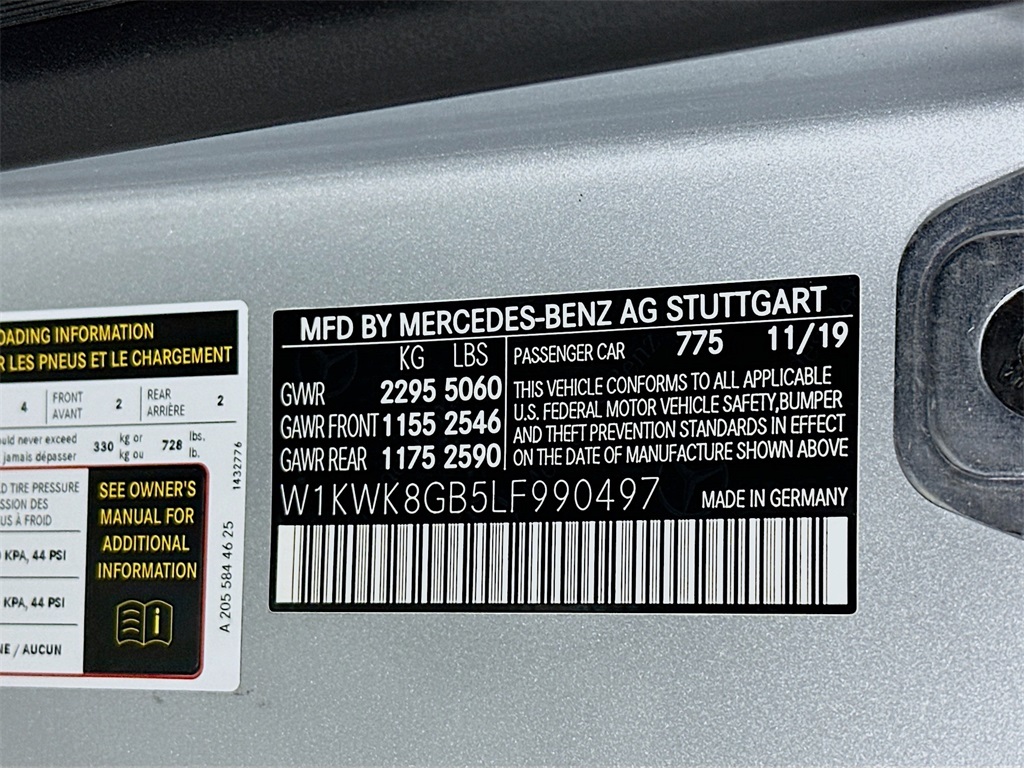 OADING INFORMATION
R LES PNEUS ET LE CHARGEMENT
4 FRONT AVANT 2 REAR ARRIÈRE 2
ould never exceed
jamais dépasser
330 kg or
kg ou
728 lbs.
lb.
D TIRE PRESSURE
SSION DES
US À FROID
KPA, 44 PSI
KPA, 44 PSI
NE / AUCUN
SEE OWNER'S
MANUAL FOR
ADDITIONAL
INFORMATION
1432776
A 205 584 46 25
MFD BY MERCEDES-BENZ AG STUTTGART
KG LBS
GVWR 2295 5060
GAWR FRONT 1155 2546
GAWR REAR 1175 2590
PASSENGER CAR 775 11/19
THIS VEHICLE CONFORMS TO ALL APPLICABLE
U.S. FEDERAL MOTOR VEHICLE SAFETY,BUMPER
AND THEFT PREVENTION STANDARDS IN EFFECT
ON THE DATE OF MANUFACTURE SHOWN ABOVE
W1KWK8GB5LF990497 MADE IN GERMANY